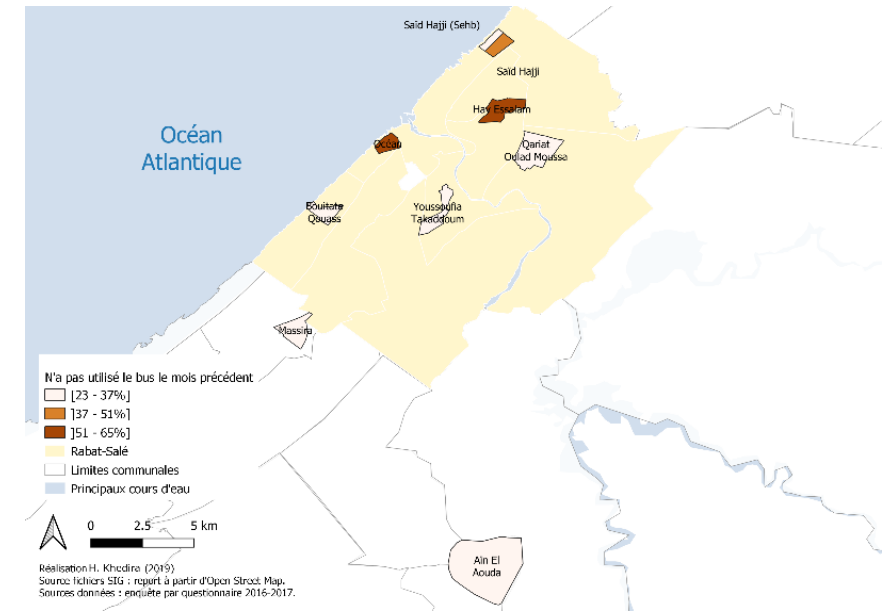 Saïd Hajji (Sehb)
Saïd Hajji
Hay Essalam
Océan
Atlantique
Océan
Qariat
Oulad Moussa
Fouitate
Qouass
Youssoufia
Takaddoum
Massira
N'a pas utilisé le bus le mois précédent
[23 - 37%]
]37 - 51%]
]51 - 65%]
Rabat-Salé
Limites communales
Principaux cours d'eau
0 2.5 5 km
Réalisation H. Khedira (2019)
Source fichiers SIG : report à partir d'Open Street Map.
Sources données : enquête par questionnaire 2016-2017.
Ain El
Aouda